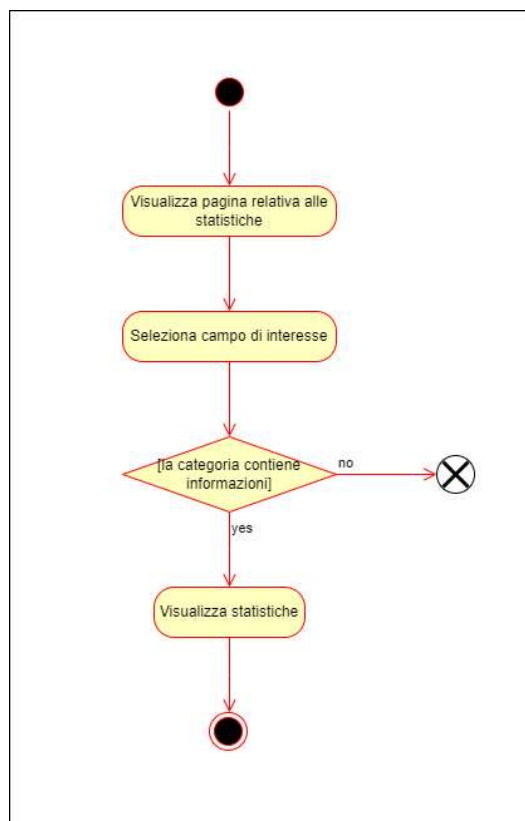 Visualizza pagina relativa alle
statistiche
Seleziona campo di interesse
[la categoria contiene
informazioni]
no
yes
Visualizza statistiche